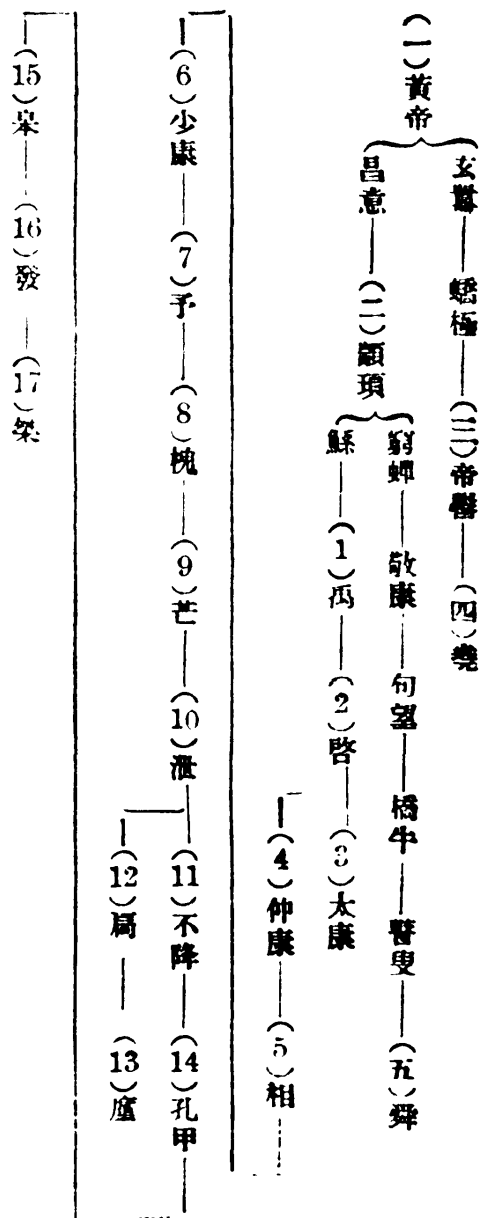 玄囂 蟜極 (三)帝嚳 (四)堯
(一)黃帝
昌意 (二)顓頊
窮蟬 敬康 句望 橋牛 瞽叟 (五)舜
鯀 (1)禹 (2)啓 (3)太康
(4)仲康 (5)相
(6)少康 (7)予 (8)槐 (9)芒 (10)泄
(11)不降 (14)孔甲
(12)扃 (13)廑
(15)皋 (16)發 (17)桀